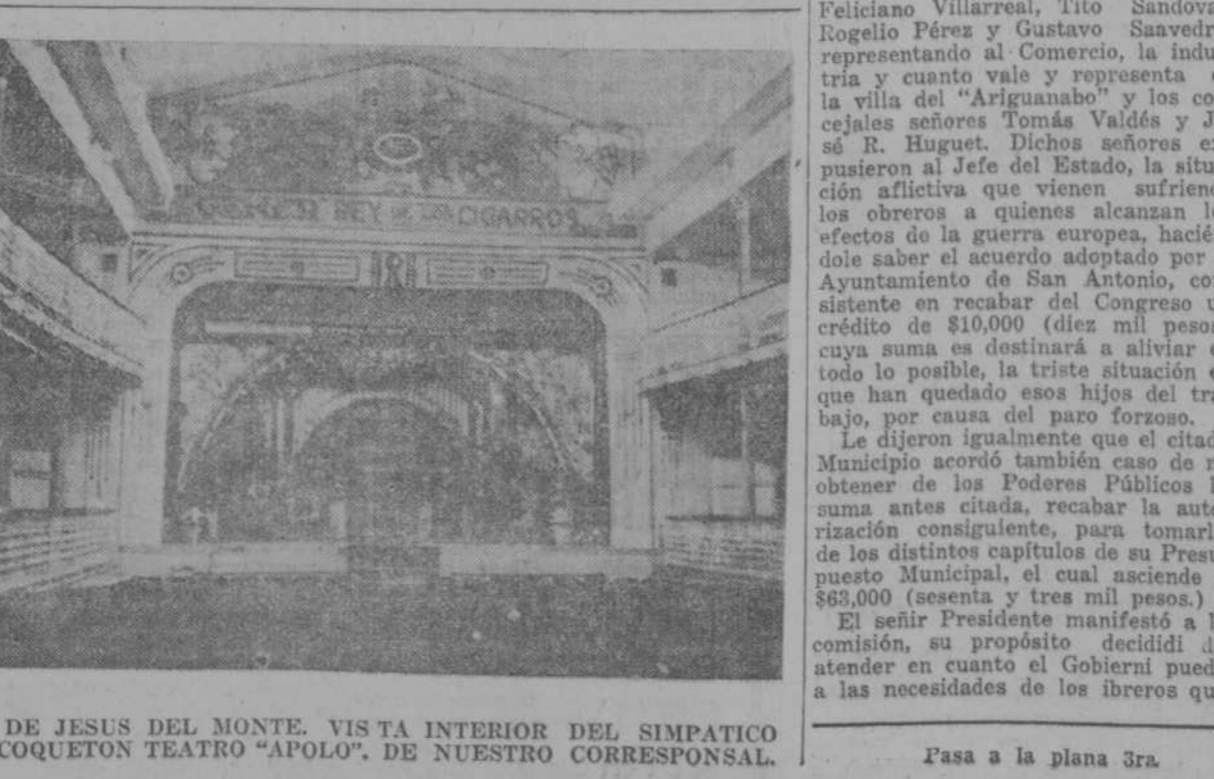 REY DE CIGARROS
DE JESUS DEL MONTE. VIS TA INTERIOR DEL SIMPATICO
COQUETON TEATRO "APOLO". DE NUESTRO CORRESPONSAL.
Feliciano Villarreal, Tito Sandova
Rogelio Pérez y Gustavo Saavedr
representando al Comercio, la indu
tria y cuanto vale y representa
la villa del "Ariguanabo" y los co
cejales señores Tomás Valdés y J
sé R. Huguet. Dichos señores ex
pusieron al Jefe del Estado, la situ
ción aflictiva que vienen sufriend
los obreros a quienes alcanzan l
efectos de la guerra europea, hacié
dole saber el acuerdo adoptado por
Ayuntamiento de San Antonio, con
sistente en recabar del Congreso u
crédito de $10,000 (diez mil pesos
cuya suma es destinará a aliviar e
todo lo posible, la triste situación e
que han quedado esos hijos del tra
bajo, por causa del paro forzoso.
Le dijeron igualmente que el citad
Municipio acordó también caso de n
obtener de los Poderes Públicos l
suma antes citada, recabar la auto
rización consiguiente, para tomarl
de los distintos capítulos de su Presu
puesto Municipal, el cual asciende
$63,000 (sesenta y tres mil pesos.)
El señir Presidente manifestó a l
comisión, su propósito decididi d
atender en cuanto el Gobierni pued
a las necesidades de los ibreros qu
Pasa a la plana 3ra